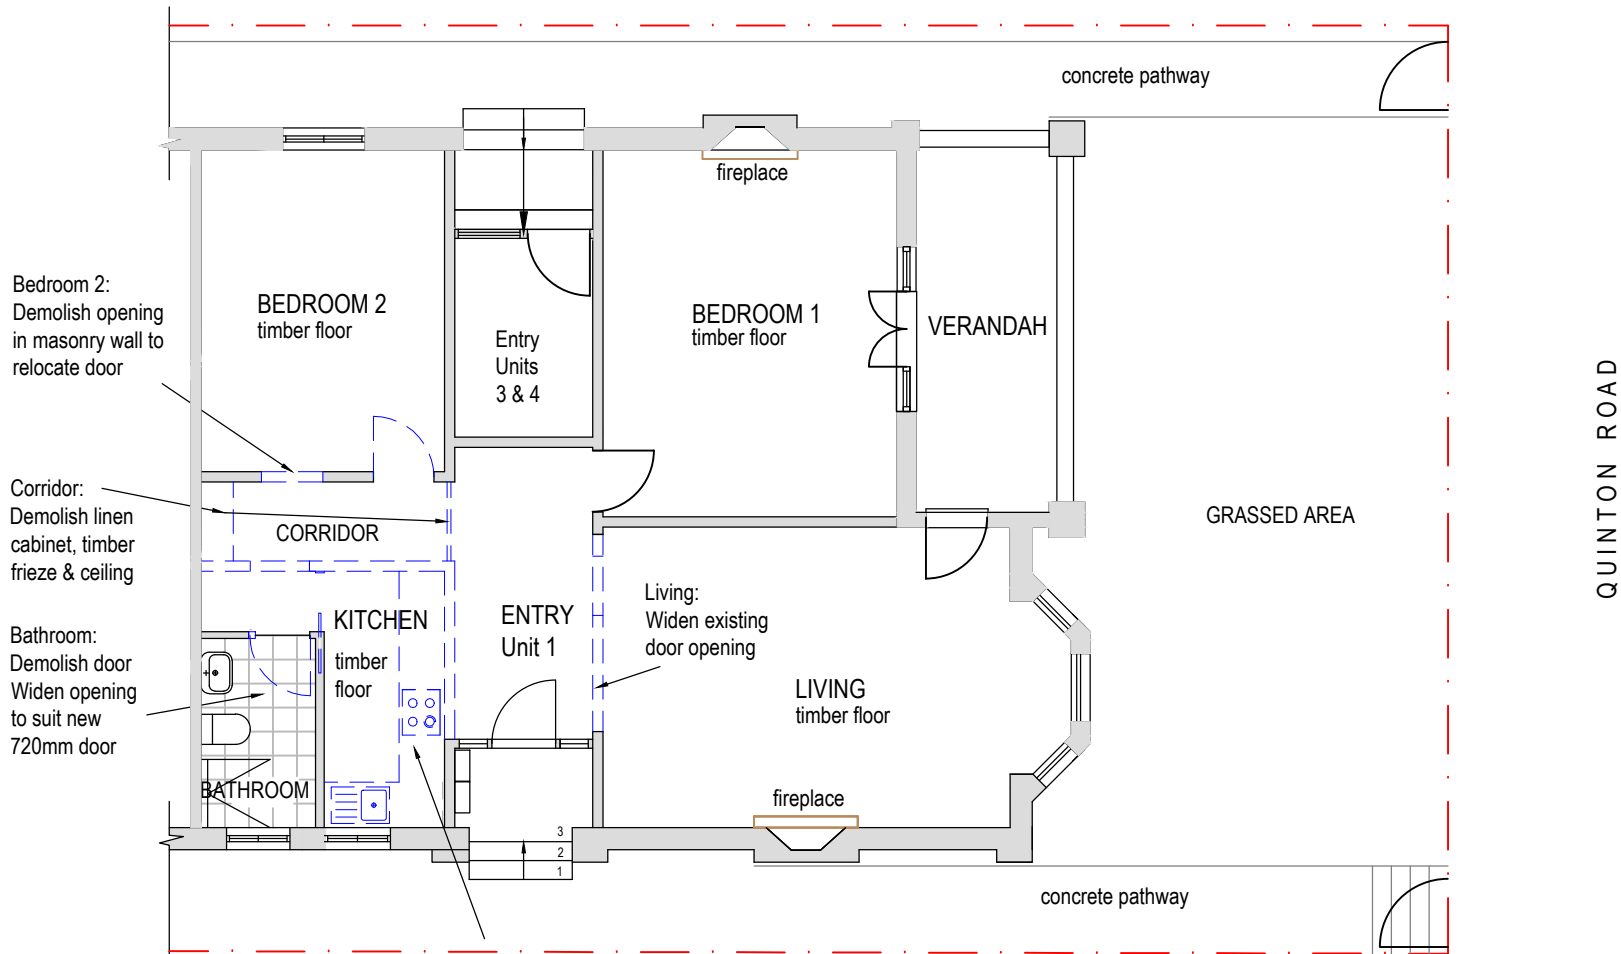 concrete pathway
fireplace
Bedroom 2:
Demolish opening
in masonry wall to
relocate door
BEDROOM 2
timber floor
Entry
Units
3 & 4
BEDROOM 1
timber floor
VERANDAH
QUINTON ROAD
GRASSED AREA
Corridor:
Demolish linen
cabinet, timber
frieze & ceiling
CORRIDOR
Bathroom:
Demolish door
Widen opening
to suit new
720mm door
KITCHEN
timber
floor
ENTRY
Unit 1
Living:
Widen existing
door opening
LIVING
timber floor
BATHROOM
fireplace
3
2
1
concrete pathway